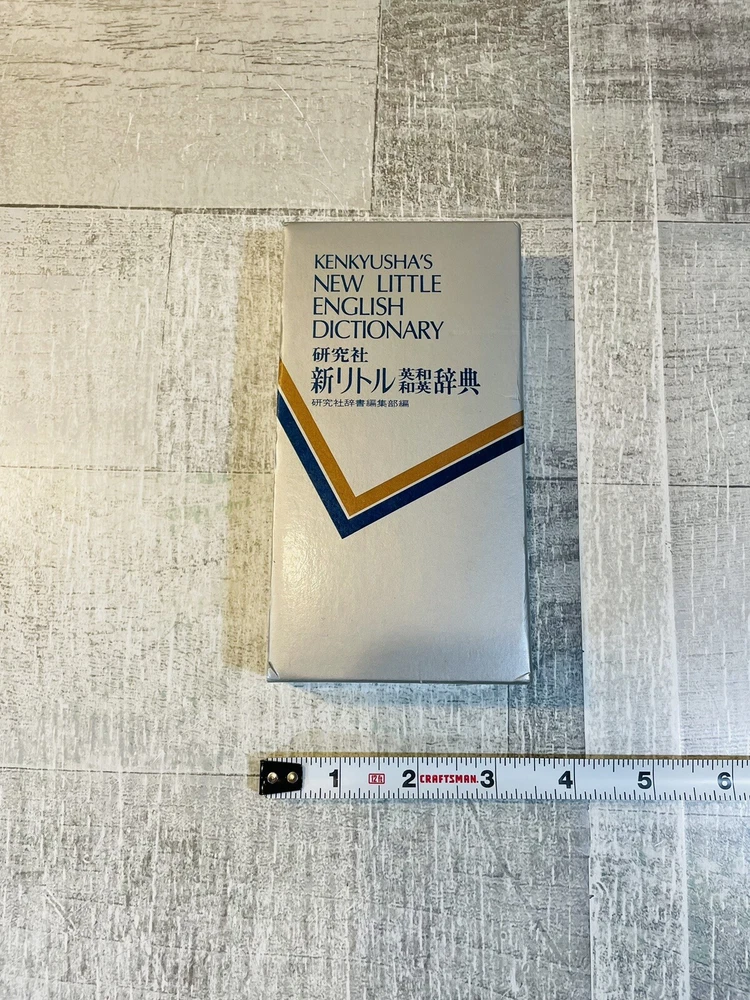 KENKYUSHA'S
NEW LITTLE
ENGLISH
DICTIONARY
研究社
新リトル英和和英辞典
研究社辞書編集部編
1 12ft 2 CRAFTSMAN. 3 4 5 6